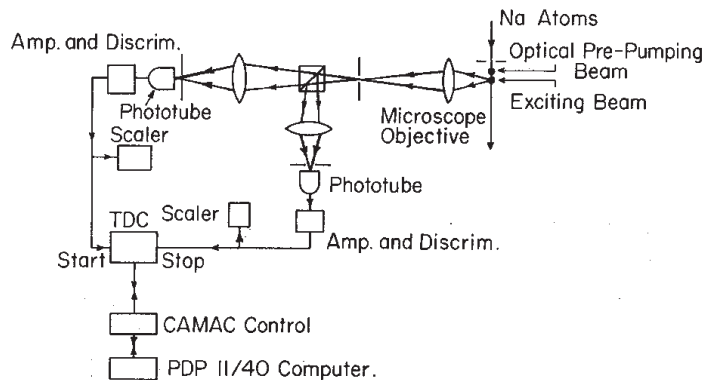 Na Atoms
Amp. and Discrim.
Optical Pre-Pumping
Beam
Exciting Beam
Microscope
Objective
Phototube
Scaler
Phototube
Scaler
TDC
Amp. and Discrim.
Start
Stop
CAMAC Control
PDP 11/40 Computer.